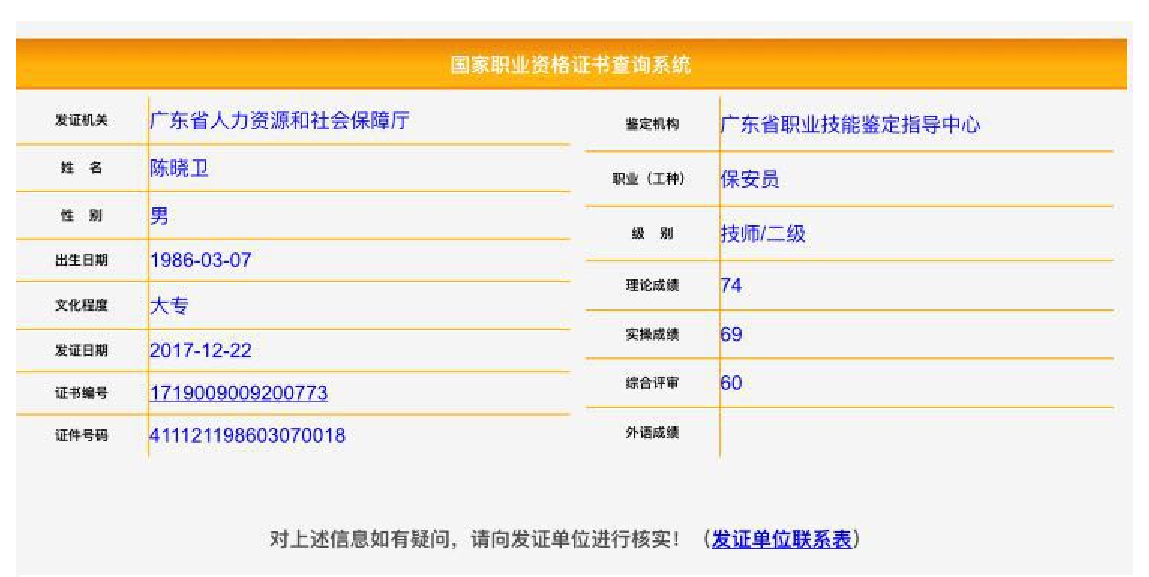 国家职业资格证书查询系统
发证机关 广东省人力资源和社会保障厅
姓 名 陈晓卫
性 别 男
出生日期 1986-03-07
文化程度 大专
发证日期 2017-12-22
证书编号 1719009009200773
证件号码 411121198603070018
鉴定机构 广东省职业技能鉴定指导中心
职业（工种） 保安员
级 别 技师/二级
理论成绩 74
实操成绩 69
综合评审 60
外语成绩
对上述信息如有疑问，请向发证单位进行核实！（发证单位联系表）